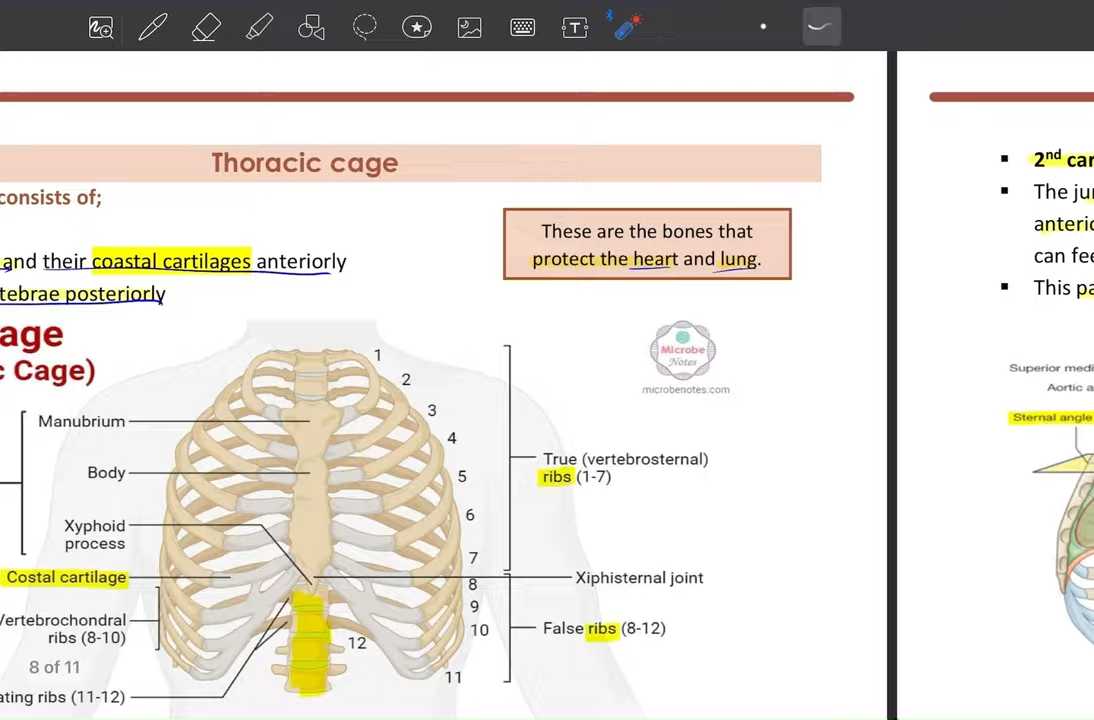 Thoracic cage
consists of;
These are the bones that
protect the heart and lung.
and their coastal cartilages anteriorly
tebrae posteriorly
age
c Cage)
Microbe
Notes
microbenotes.com
1
2
3
4
5
6
7
8
9
10
11
12
Manubrium
Body
Xyphoid
process
Costal cartilage
Vertebrochondral
ribs (8-10)
8 of 11
ating ribs (11-12)
True (vertebrosternal)
ribs (1-7)
Xiphisternal joint
False ribs (8-12)
2nd car
The jun
anterio
can fee
This pa
Superior medi
Aortic a
Sternal angle